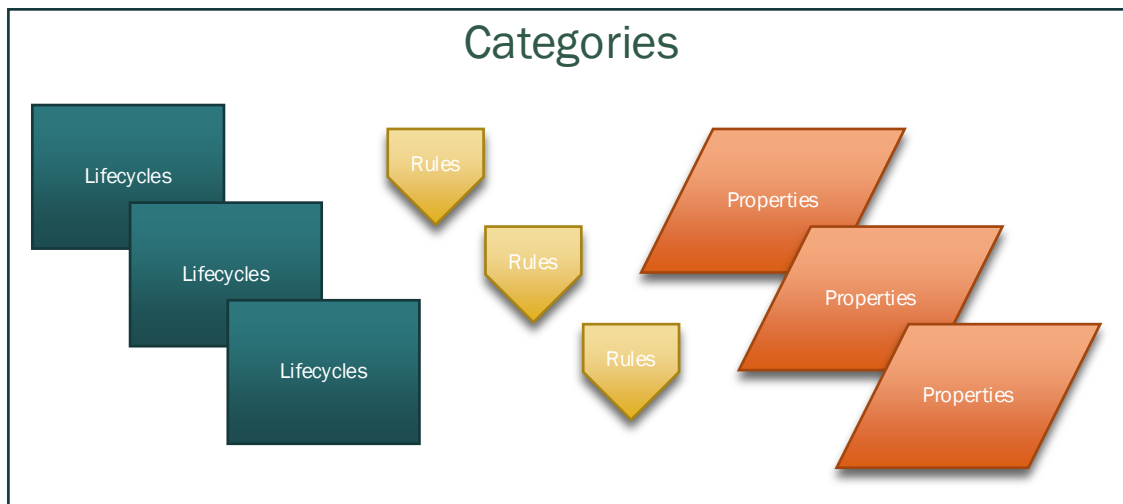 Categories
Lifecycles
Lifecycles
Lifecycles
Rules
Rules
Rules
Properties
Properties
Properties